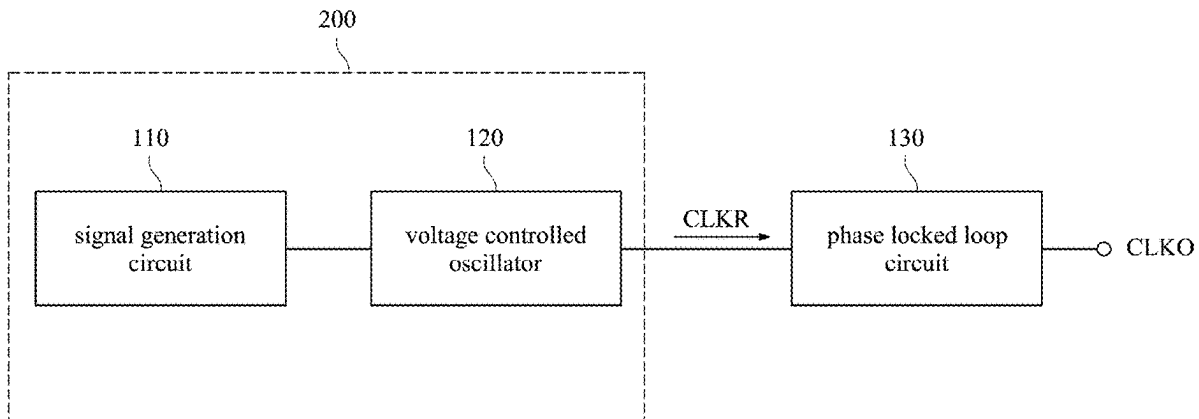 200
110
120
130
signal generation
circuit
voltage controlled
oscillator
CLKR
phase locked loop
circuit
CLKO